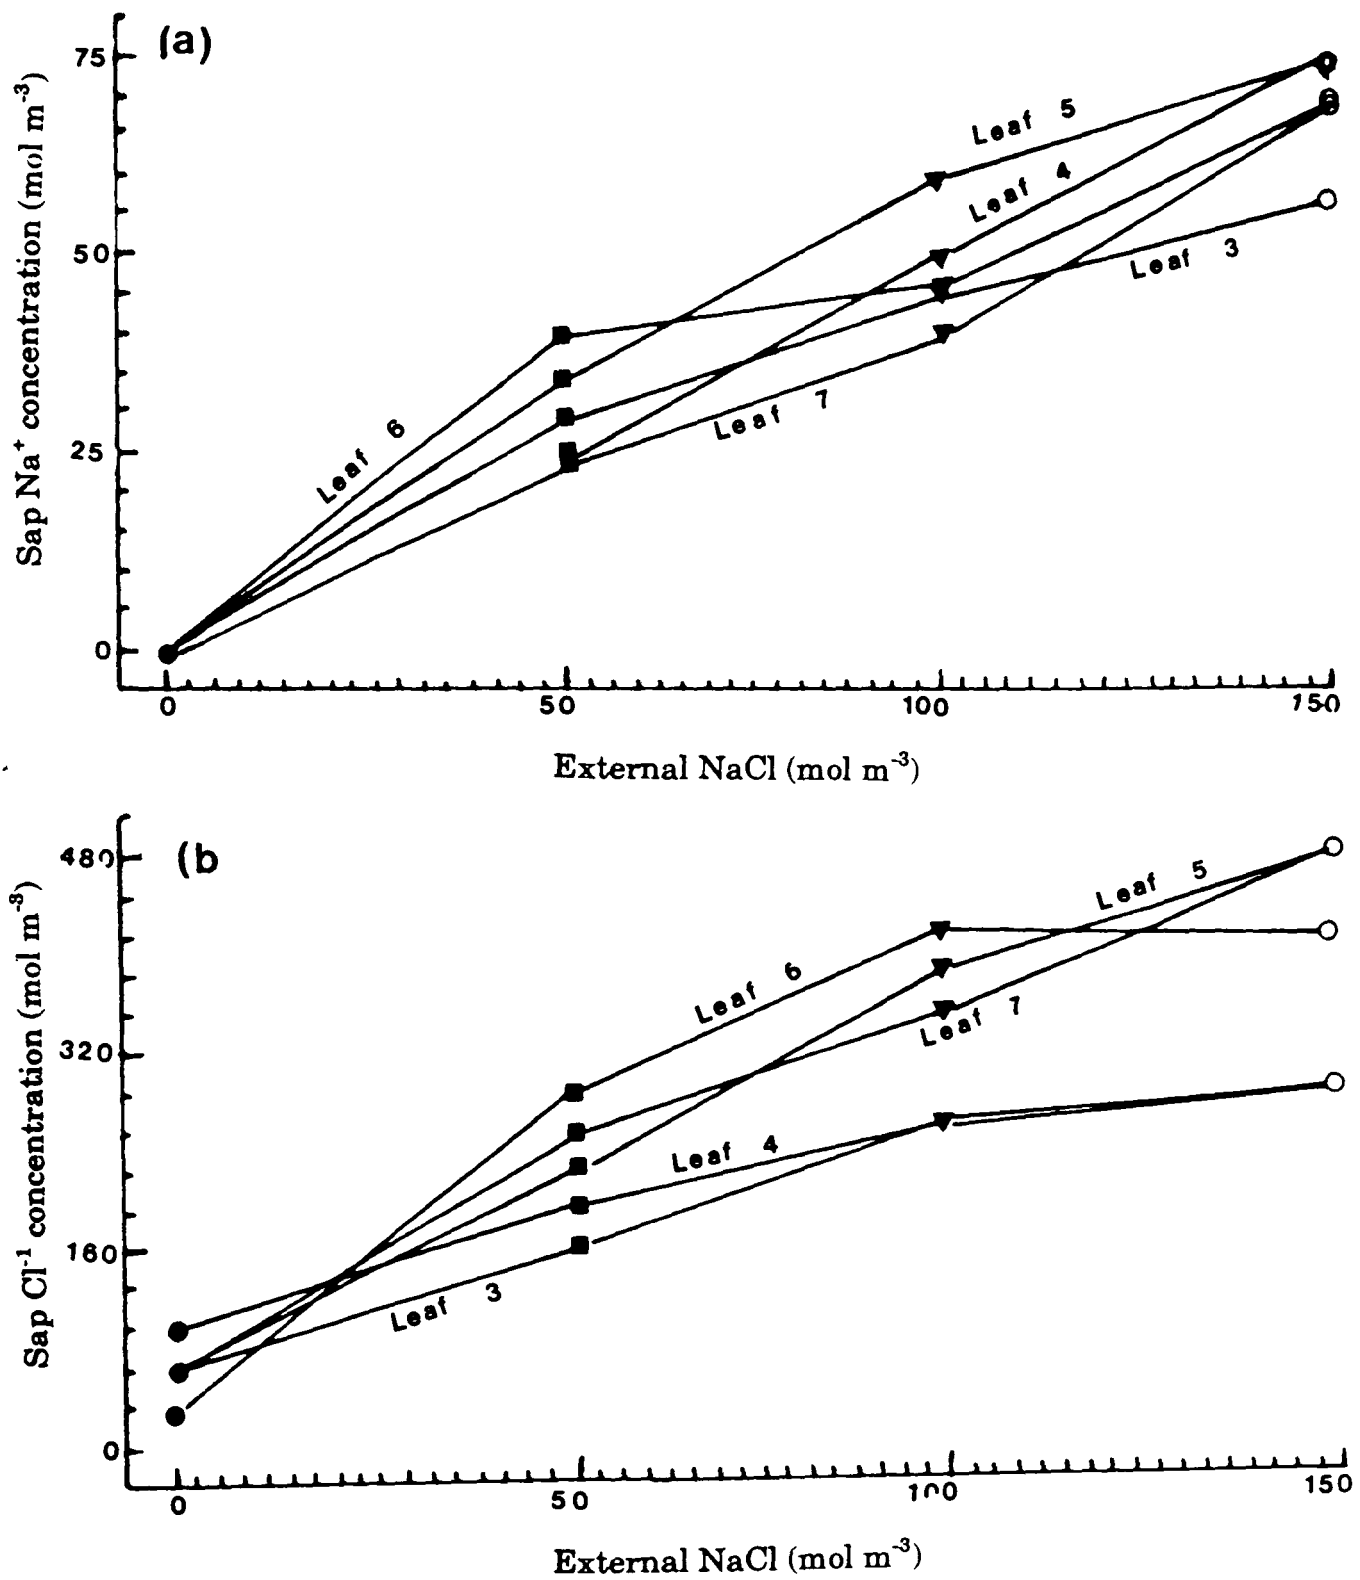 (a)
75
50
25
0
Sap Na⁺ concentration (mol m⁻³)
Leaf 5
Leaf 4
Leaf 3
Leaf 6
Leaf 7
0 50 100 150
External NaCl (mol m⁻³)
(b
480
320
160
0
Sap Cl⁻¹ concentration (mol m⁻³)
Leaf 5
Leaf 6
Leaf 7
Leaf 4
Leaf 3
0 50 100 150
External NaCl (mol m⁻³)